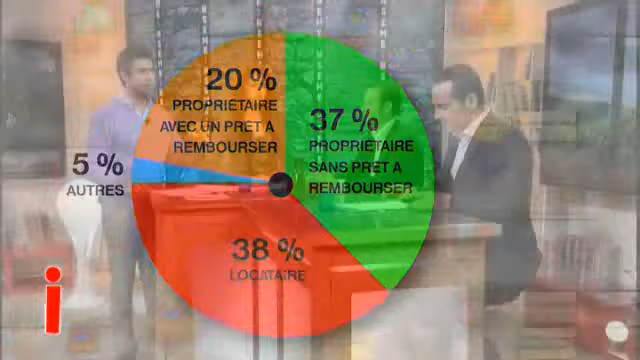 20 %
PROPRIETAIRE
AVEC UN PRET A
REMBOURSER
37 %
PROPRIETAIRE
SANS PRET A
REMBOURSER
5 %
AUTRES
38 %
LOCATAIRE
i